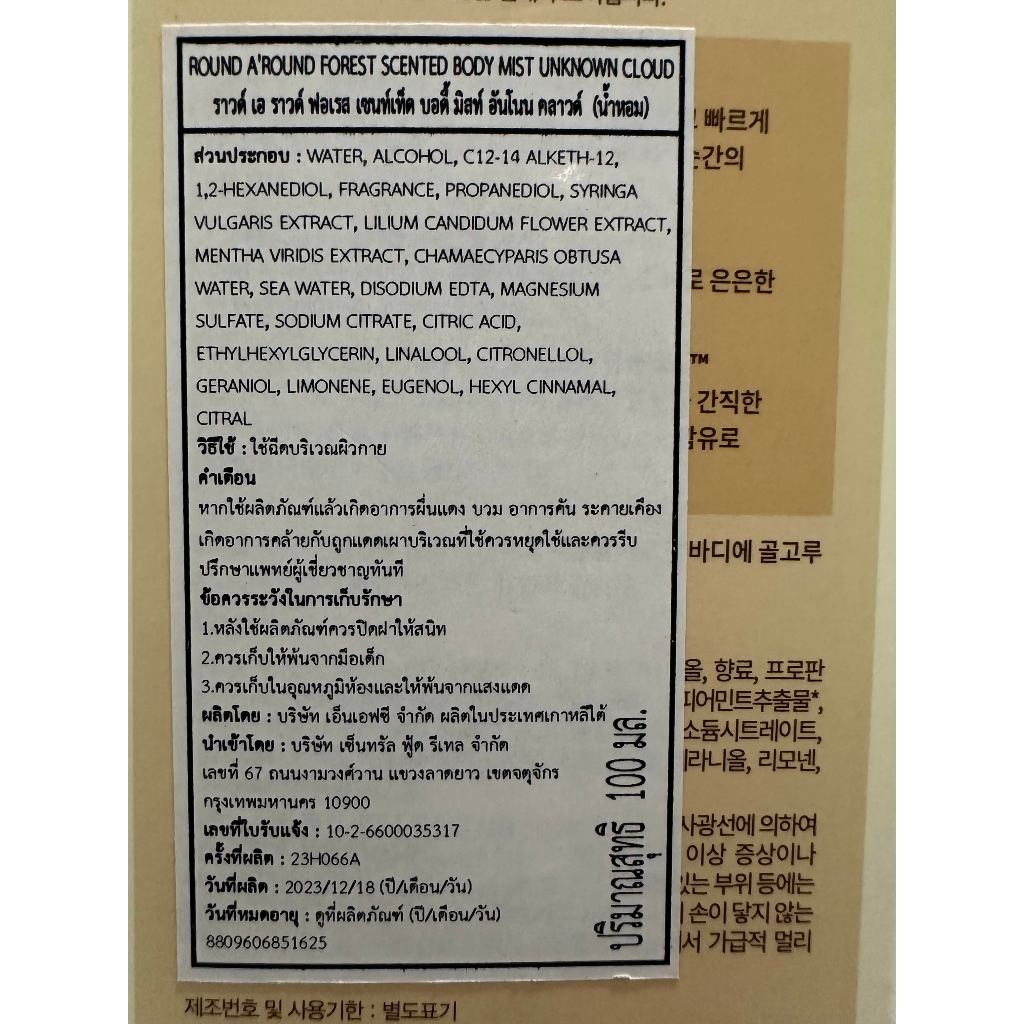 ROUND A'ROUND FOREST SCENTED BODY MIST UNKNOWN CLOUD
ราวด์ เอ ราวด์ ฟอเรส เซนท์เท็ด บอดี้ มิสท์ อันโนน คลาวด์ (น้ำหอม)
ส่วนประกอบ : WATER, ALCOHOL, C12-14 ALKETH-12,
1,2-HEXANEDIOL, FRAGRANCE, PROPANEDIOL, SYRINGA
VULGARIS EXTRACT, LILIUM CANDIDUM FLOWER EXTRACT,
MENTHA VIRIDIS EXTRACT, CHAMAECYPARIS OBTUSA
WATER, SEA WATER, DISODIUM EDTA, MAGNESIUM
SULFATE, SODIUM CITRATE, CITRIC ACID,
ETHYLHEXYLGLYCERIN, LINALOOL, CITRONELLOL,
GERANIOL, LIMONENE, EUGENOL, HEXYL CINNAMAL,
CITRAL
วิธีใช้ : ใช้ฉีดบริเวณผิวกาย
คำเตือน
หากใช้ผลิตภัณฑ์แล้วเกิดอาการผื่นแดง บวม อาการคัน ระคายเคือง
เกิดอาการคล้ายกับถูกแดดเผาบริเวณที่ใช้ควรหยุดใช้และควรรีบ
ปรึกษาแพทย์ผู้เชี่ยวชาญทันที
ข้อควรระวังในการเก็บรักษา
1.หลังใช้ผลิตภัณฑ์ควรปิดฝาให้สนิท
2.ควรเก็บให้พ้นจากมือเด็ก
3.ควรเก็บในอุณหภูมิห้องและให้พ้นจากแสงแดด
ผลิตโดย : บริษัท เอ็นเอฟซี จำกัด ผลิตในประเทศเกาหลีใต้
นำเข้าโดย : บริษัท เซ็นทรัล ฟู้ด รีเทล จำกัด
เลขที่ 67 ถนนงามวงศ์วาน แขวงลาดยาว เขตจตุจักร
กรุงเทพมหานคร 10900
เลขที่ใบรับแจ้ง : 10-2-6600035317
ครั้งที่ผลิต : 23H066A
วันที่ผลิต : 2023/12/18 (ปี/เดือน/วัน)
วันที่หมดอายุ : ดูที่ผลิตภัณฑ์ (ปี/เดือน/วัน)
8809606851625
ปริมาณสุทธิ 100 มล.
빠르게
순간의
은은한
TM
간직한
함유로
바디에 골고루
향료, 프로판
피어민트추출물*,
소듐시트레이트,
리모넨,
사광선에 의하여
이상 증상이나
있는 부위 등에는
손이 닿지 않는
가급적 멀리
제조번호 및 사용기한 : 별도표기